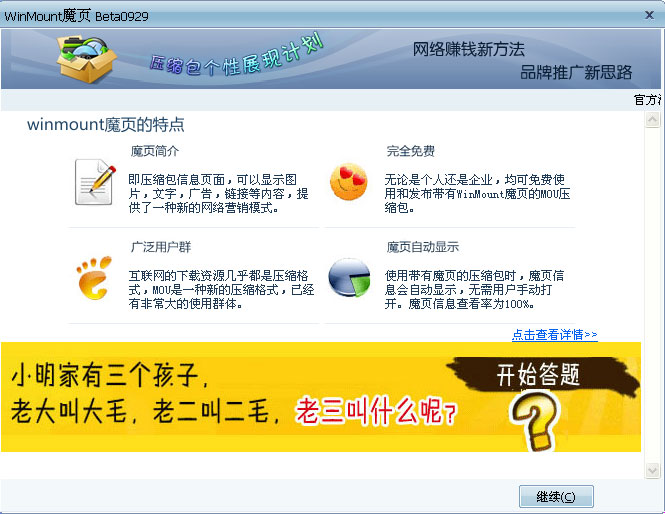 WinMount魔页 Beta0929
压缩包个性展现计划
网络赚钱新方法
品牌推广新思路
官方
winmount魔页的特点
魔页简介
即压缩包信息页面，可以显示图
片，文字，广告，链接等内容，提
供了一种新的网络营销模式。
完全免费
无论是个人还是企业，均可免费使
用和发布带有WinMount魔页的MOU压
缩包。
广泛用户群
互联网的下载资源几乎都是压缩格
式，MOU是一种新的压缩格式，已经
有非常大的使用群体。
魔页自动显示
使用带有魔页的压缩包时，魔页信
息会自动显示，无需用户手动打
开。魔页信息查看率为100%。
点击查看详情>>
小明家有三个孩子，
老大叫大毛，老二叫二毛，老三叫什么呢?
开始答题
继续(C)